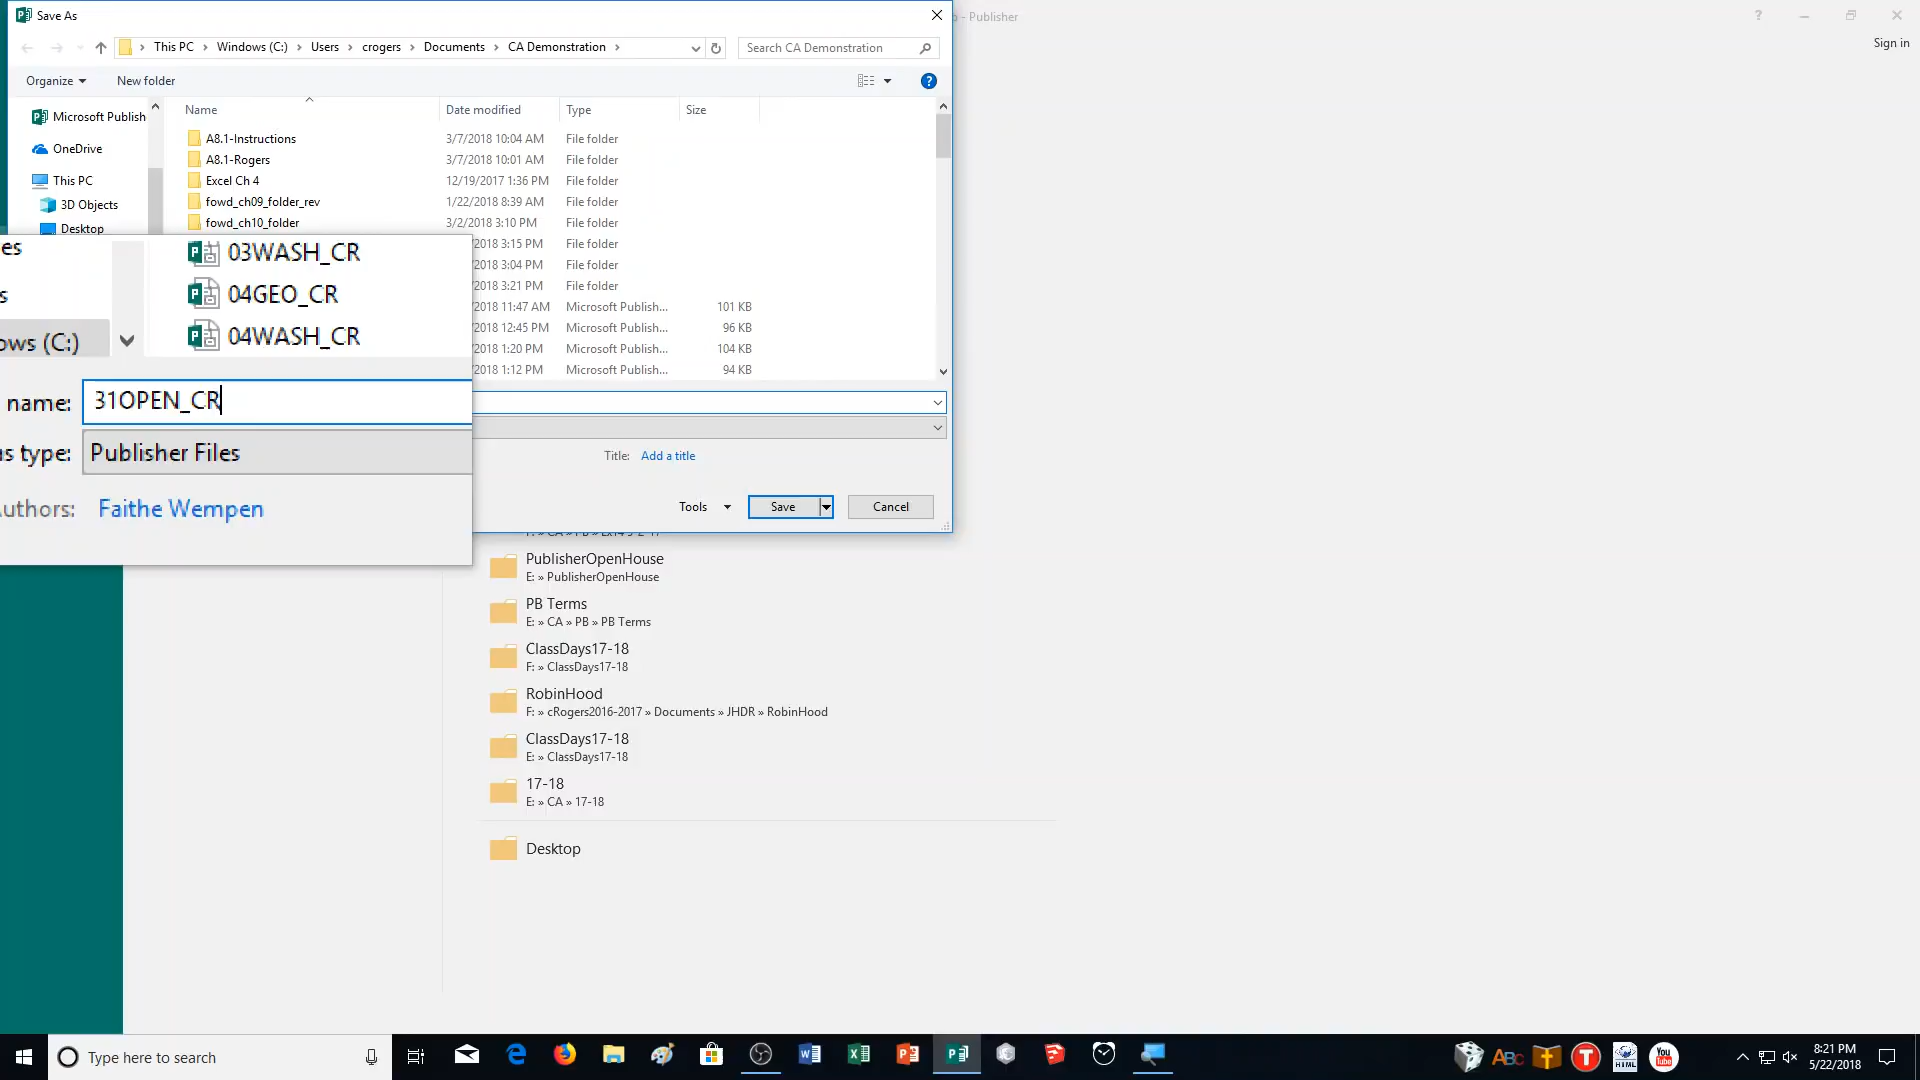 Save As
- Publisher
Sign in
This PC > Windows (C:) > Users > crogers > Documents > CA Demonstration >
Search CA Demonstration
Organize
New folder
Name Date modified Type Size
Microsoft Publish
OneDrive
This PC
3D Objects
Desktop
A8.1-Instructions 3/7/2018 10:04 AM File folder
A8.1-Rogers 3/7/2018 10:01 AM File folder
Excel Ch 4 12/19/2017 1:36 PM File folder
fowd_ch09_folder_rev 1/22/2018 8:39 AM File folder
fowd_ch10_folder 3/2/2018 3:10 PM File folder
2018 3:15 PM File folder
2018 3:04 PM File folder
2018 3:21 PM File folder
2018 11:47 AM Microsoft Publish... 101 KB
2018 12:45 PM Microsoft Publish... 96 KB
2018 1:20 PM Microsoft Publish... 104 KB
2018 1:12 PM Microsoft Publish... 94 KB
es
s
ows (C:)
03WASH_CR
04GEO_CR
04WASH_CR
name: 31OPEN_CR
as type: Publisher Files
Authors: Faithe Wempen
Title: Add a title
Tools Save Cancel
PublisherOpenHouse
E: » PublisherOpenHouse
PB Terms
E: » CA » PB » PB Terms
ClassDays17-18
F: » ClassDays17-18
RobinHood
F: » cRogers2016-2017 » Documents » JHDR » RobinHood
ClassDays17-18
E: » ClassDays17-18
17-18
E: » CA » 17-18
Desktop
Type here to search
ABC
HTML
You Tube
8:21 PM
5/22/2018